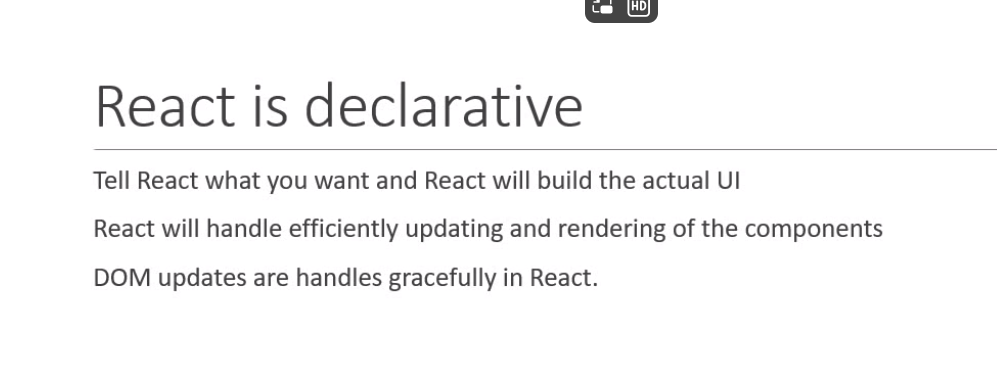 HD
React is declarative
Tell React what you want and React will build the actual UI
React will handle efficiently updating and rendering of the components
DOM updates are handles gracefully in React.